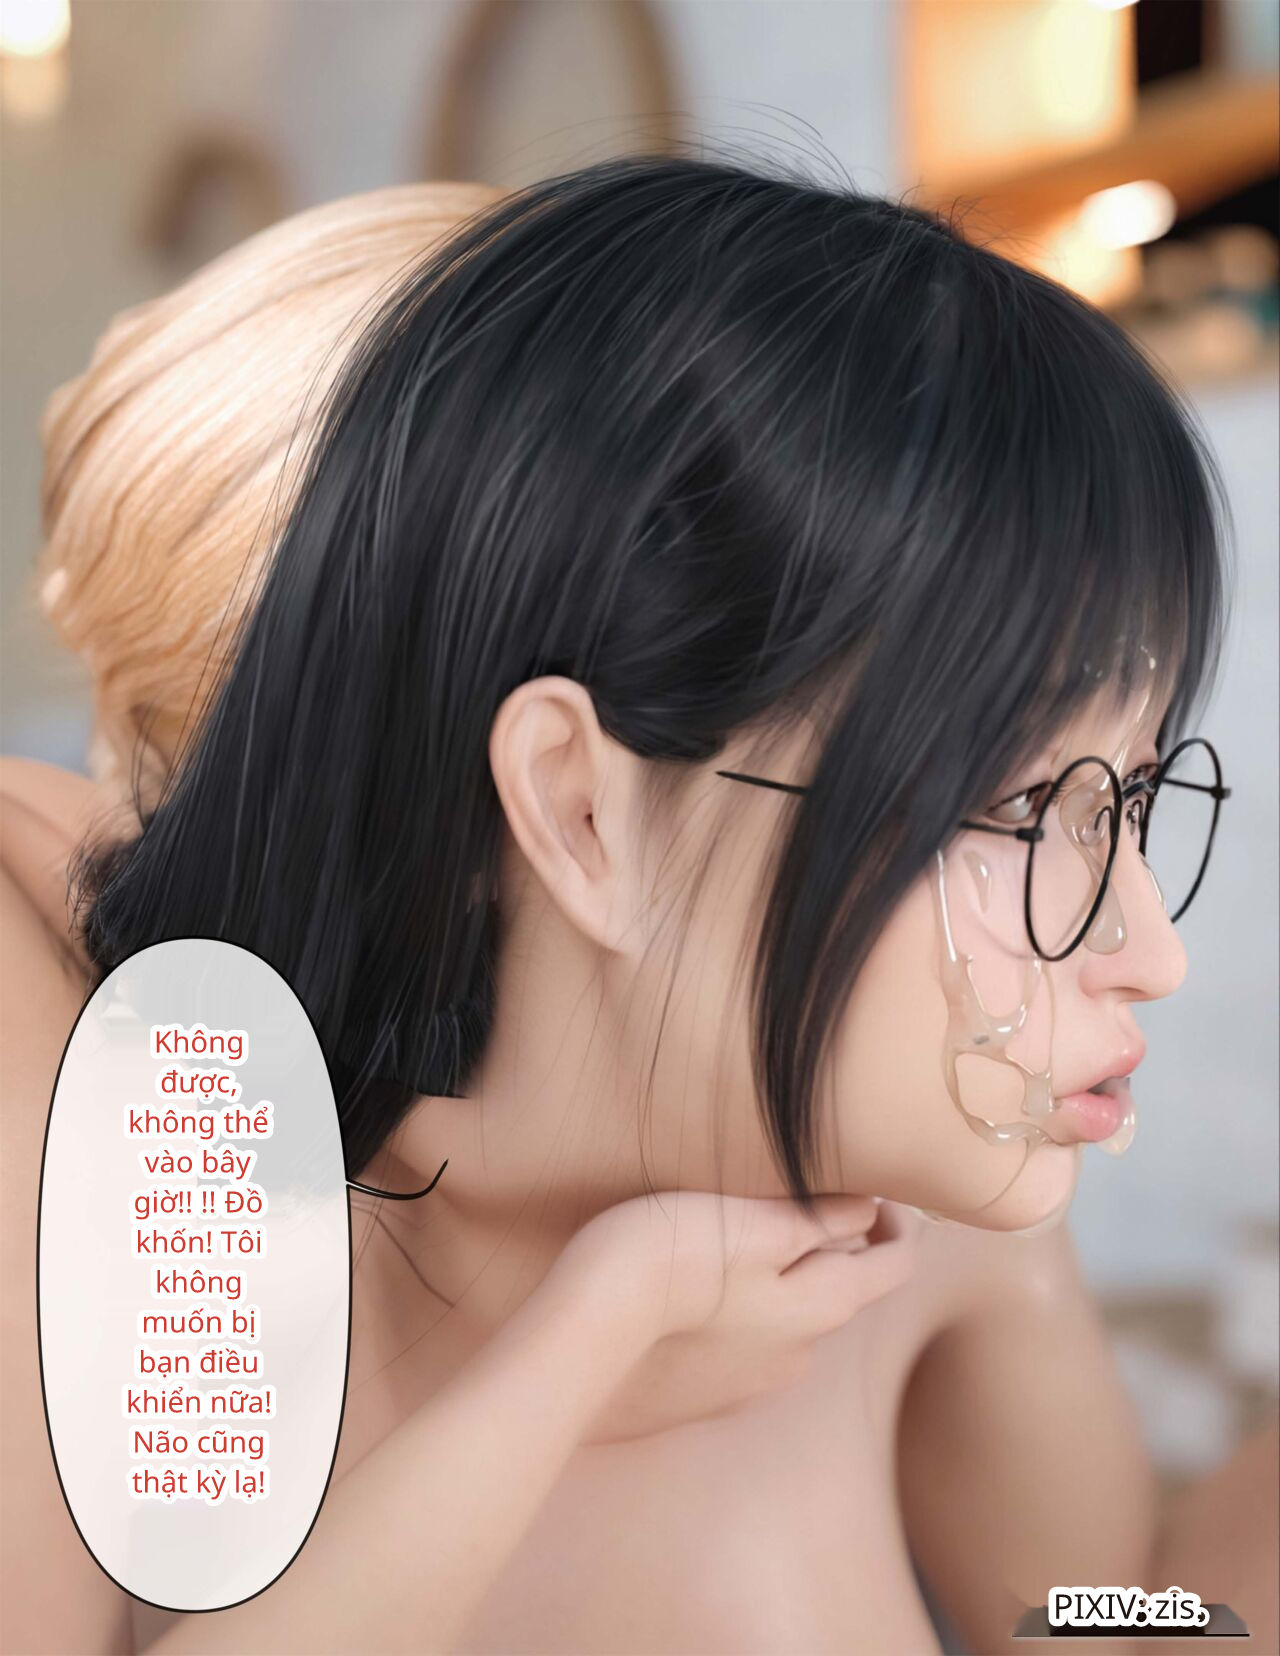 Không
được,
không thể
vào bây
giờ!! !! Đồ
khốn! Tôi
không
muốn bị
bạn điều
khiển nữa!
Não cũng
thật kỳ lạ!
PIXIV: zis,